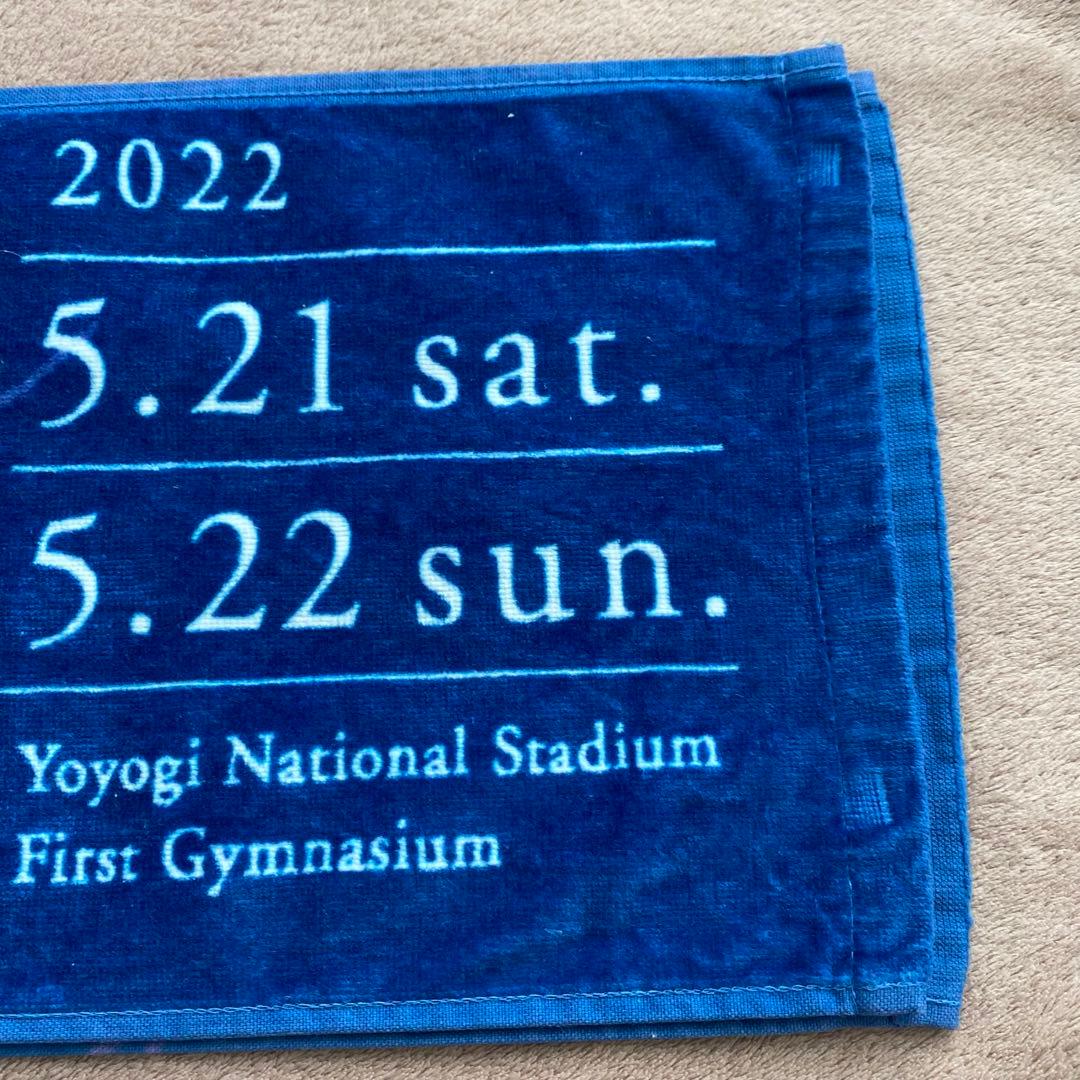 2022
5.21 sat.
5.22 sun.
Yoyogi National Stadium
First Gymnasium